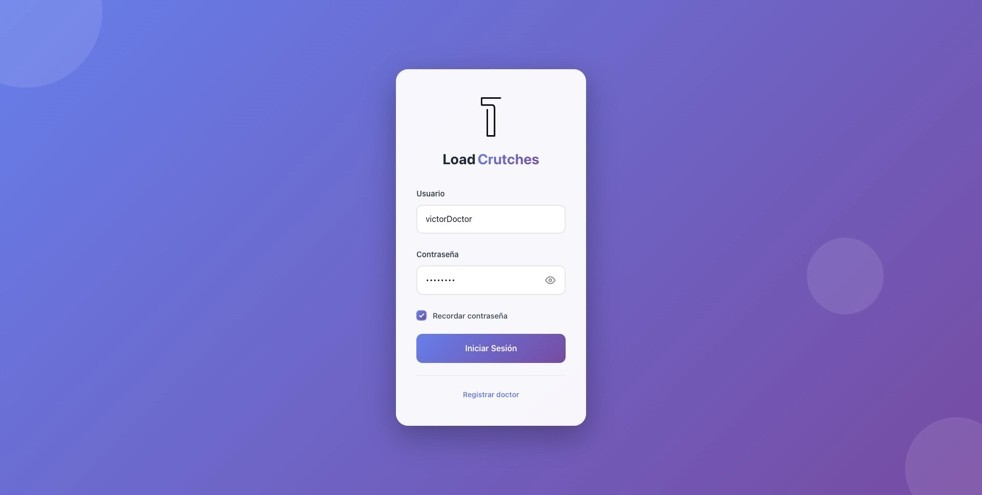 Load Crutches
Usuario
victorDoctor
Contraseña
••••••••
Recordar contraseña
Iniciar Sesión
Registrar doctor